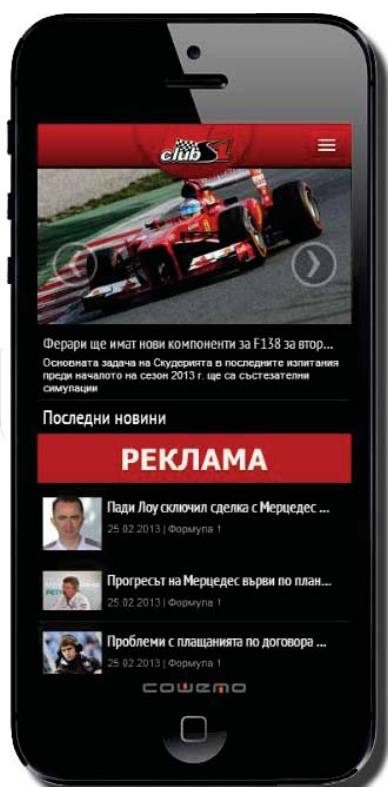 club S1
Ферари ще имат нови компоненти за F138 за втор...
Основната задача на Скудерията в последните изпитания
преди началото на сезон 2013 г. ще са състезателни
симулации
Последни новини
РЕКЛАМА
Пади Лоу сключил сделка с Мерцедес ...
25.02.2013 | Формула 1
Прогресът на Мерцедес върви по план...
25.02.2013 | Формула 1
Проблеми с плащанията по договора ...
25.02.2013 | Формула 1
cowemo